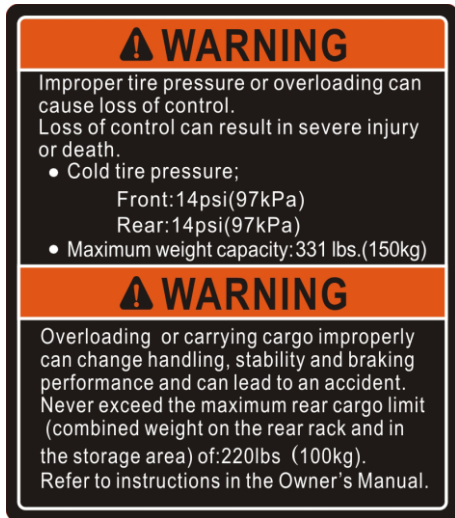 WARNING
Improper tire pressure or overloading can
cause loss of control.
Loss of control can result in severe injury
or death.
● Cold tire pressure;
Front:14psi(97kPa)
Rear:14psi(97kPa)
● Maximum weight capacity:331 lbs.(150kg)
WARNING
Overloading or carrying cargo improperly
can change handling, stability and braking
performance and can lead to an accident.
Never exceed the maximum rear cargo limit
(combined weight on the rear rack and in
the storage area) of:220lbs (100kg).
Refer to instructions in the Owner's Manual.